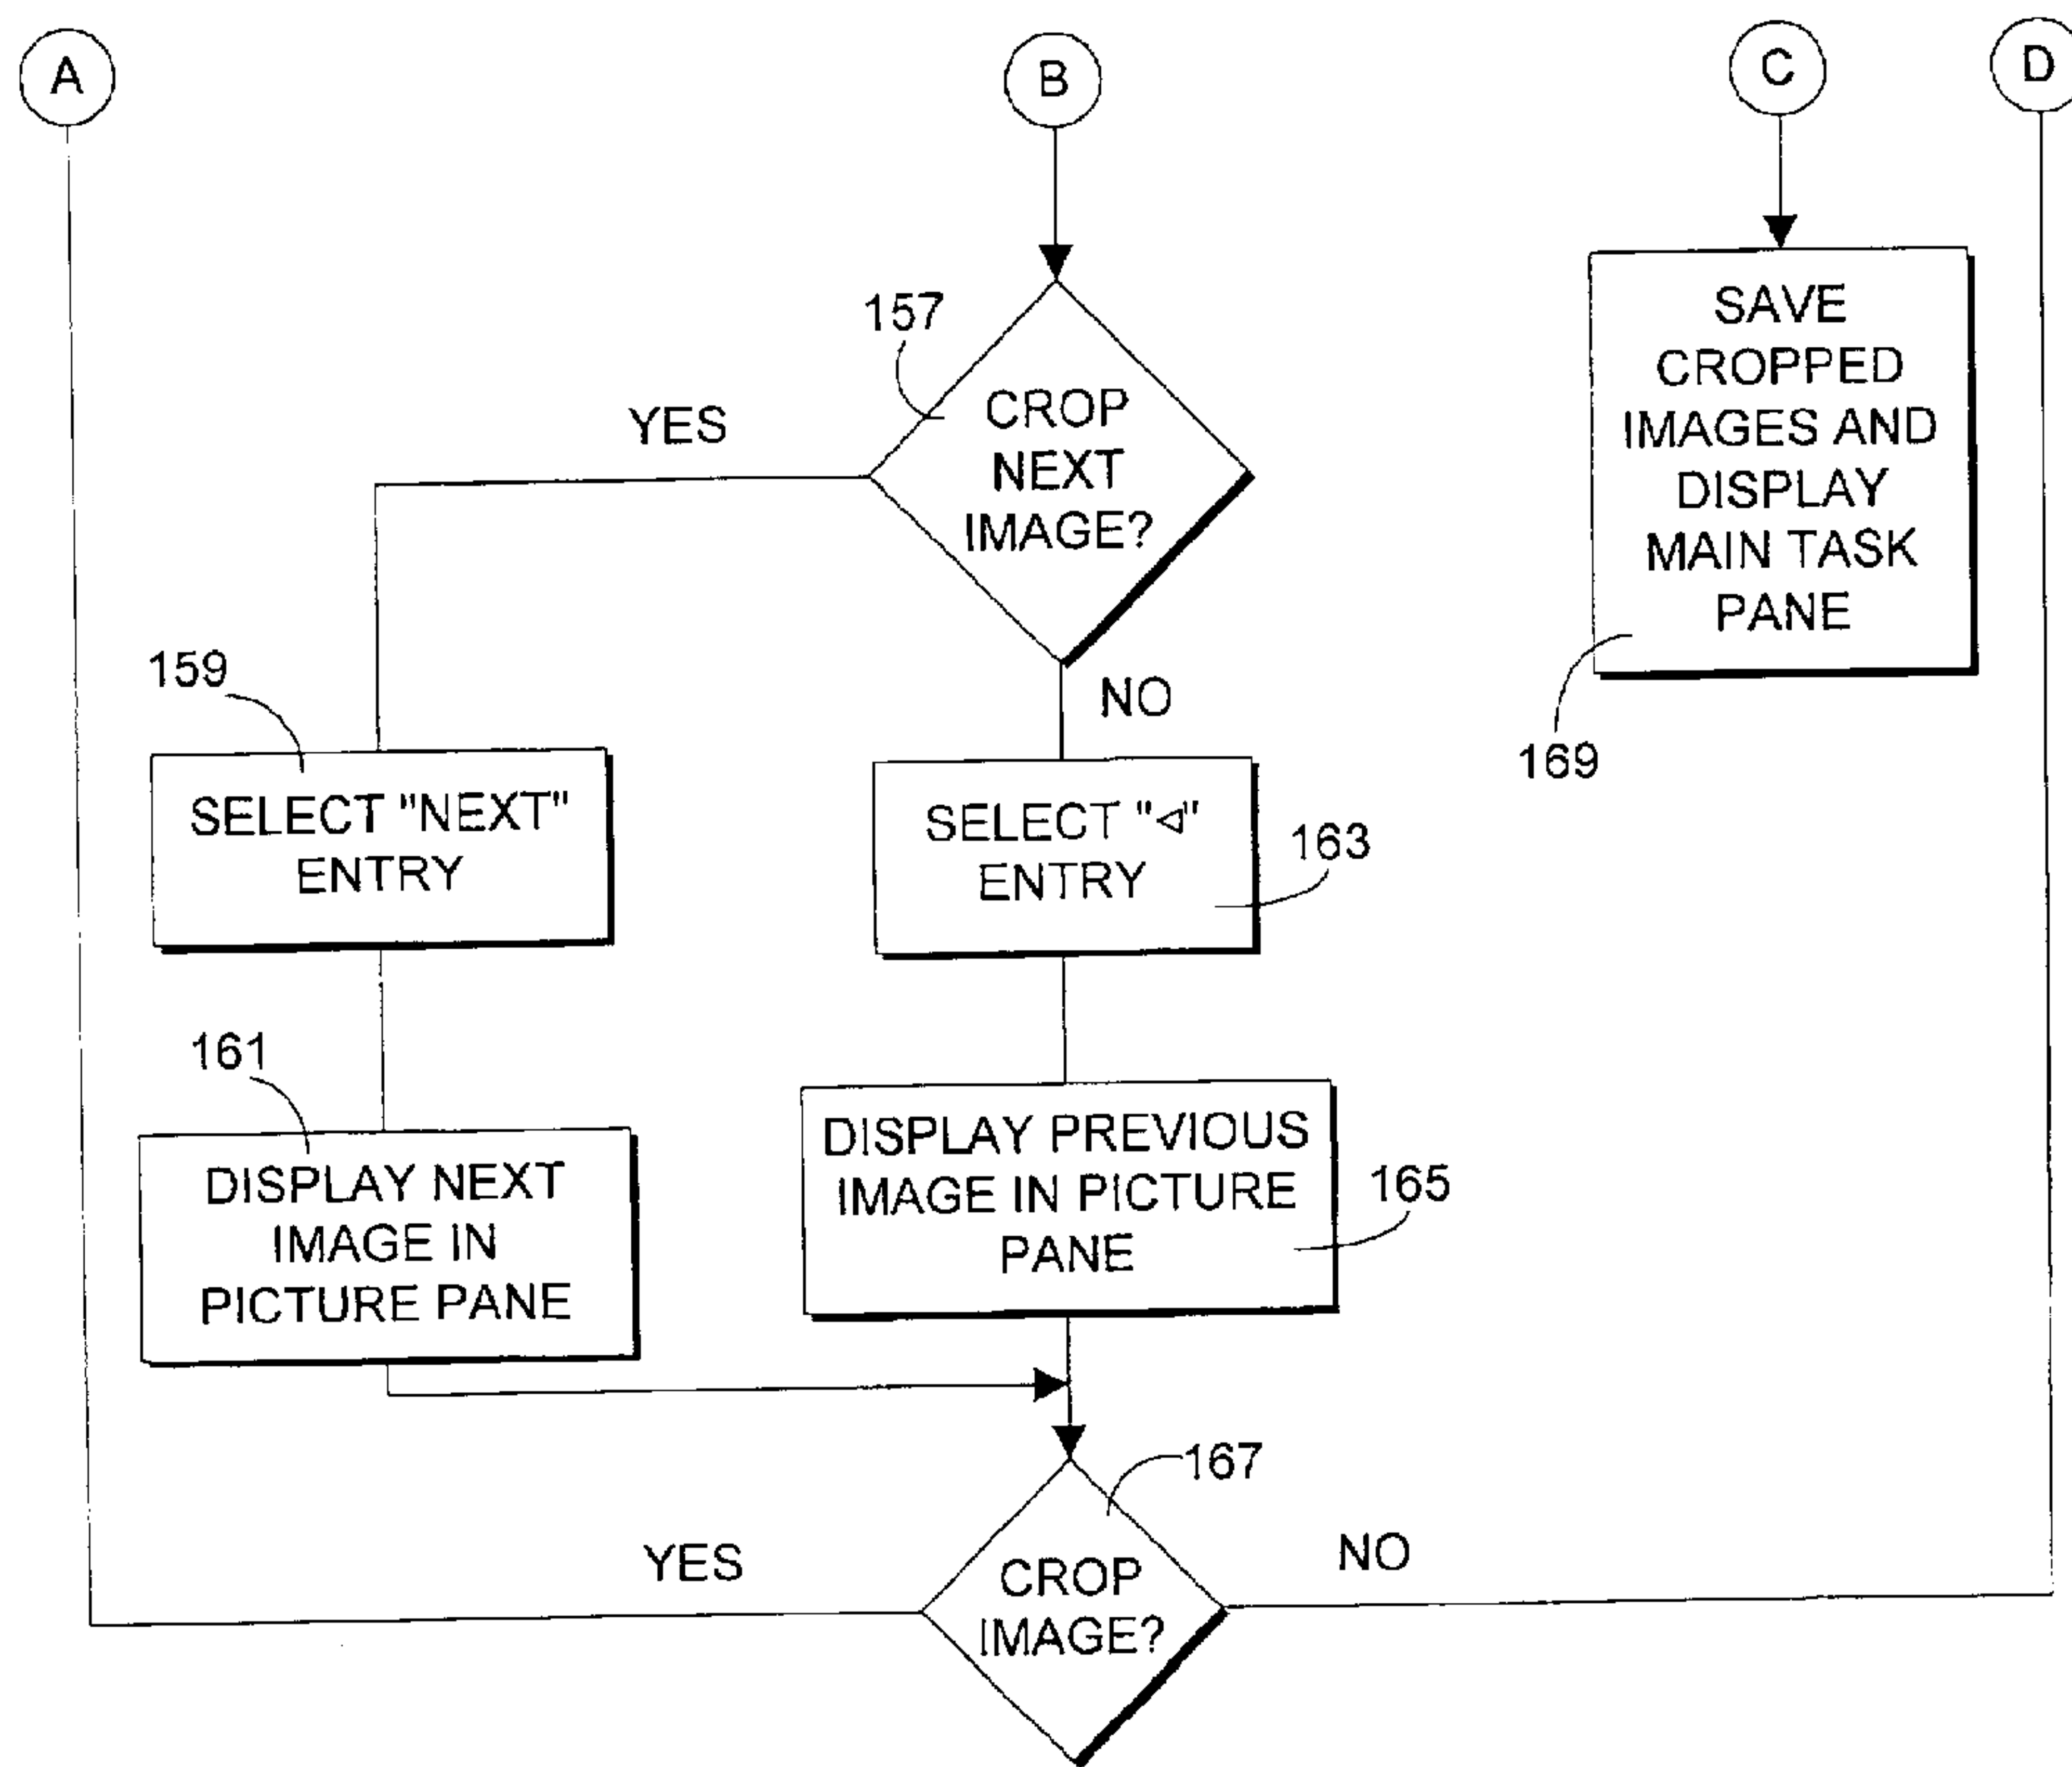 A
B
C
D
157
CROP
NEXT
IMAGE?
YES
NO
SAVE
CROPPED
IMAGES AND
DISPLAY
MAIN TASK
PANE
169
159
SELECT "NEXT"
ENTRY
SELECT "◁"
ENTRY
163
161
DISPLAY NEXT
IMAGE IN
PICTURE PANE
DISPLAY PREVIOUS
IMAGE IN PICTURE
PANE
165
167
CROP
IMAGE?
YES
NO